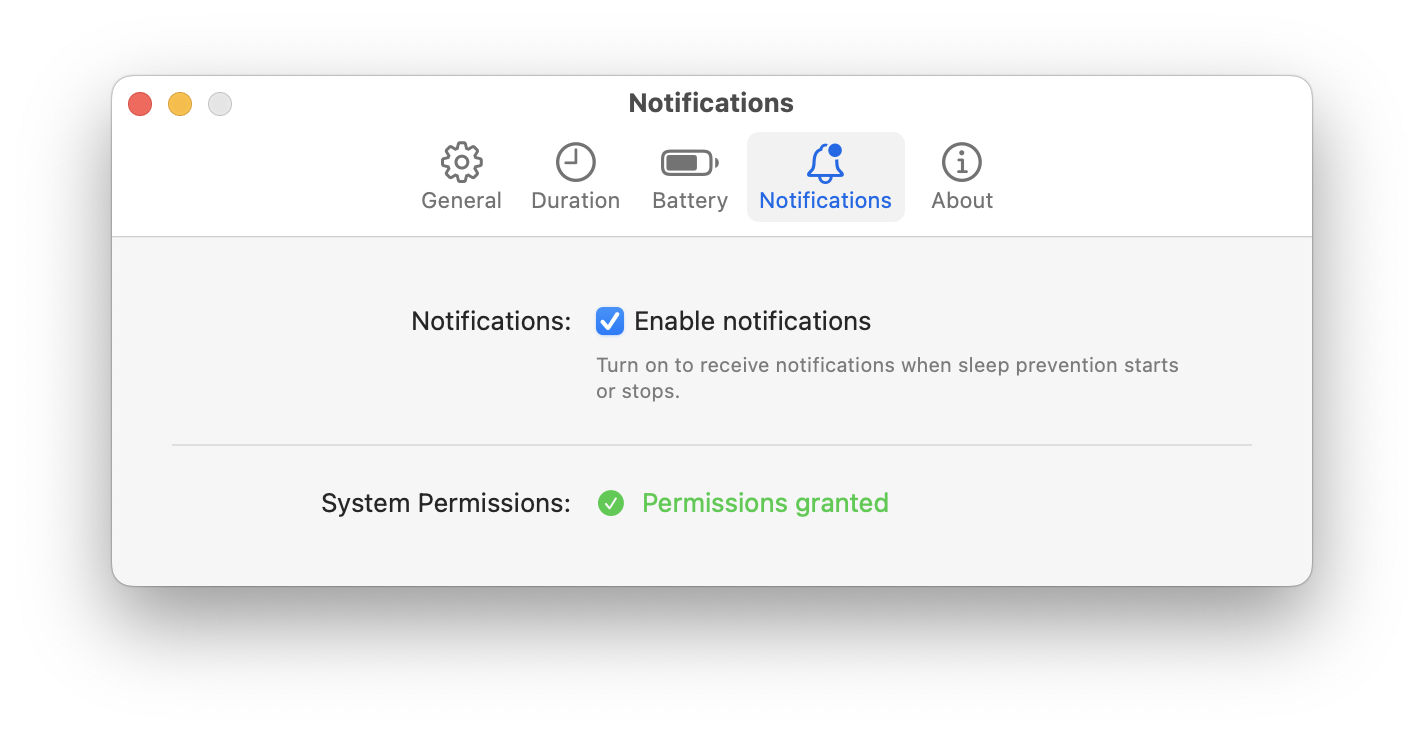 Notifications
General Duration Battery Notifications About
Notifications: Enable notifications
Turn on to receive notifications when sleep prevention starts
or stops.
System Permissions: Permissions granted